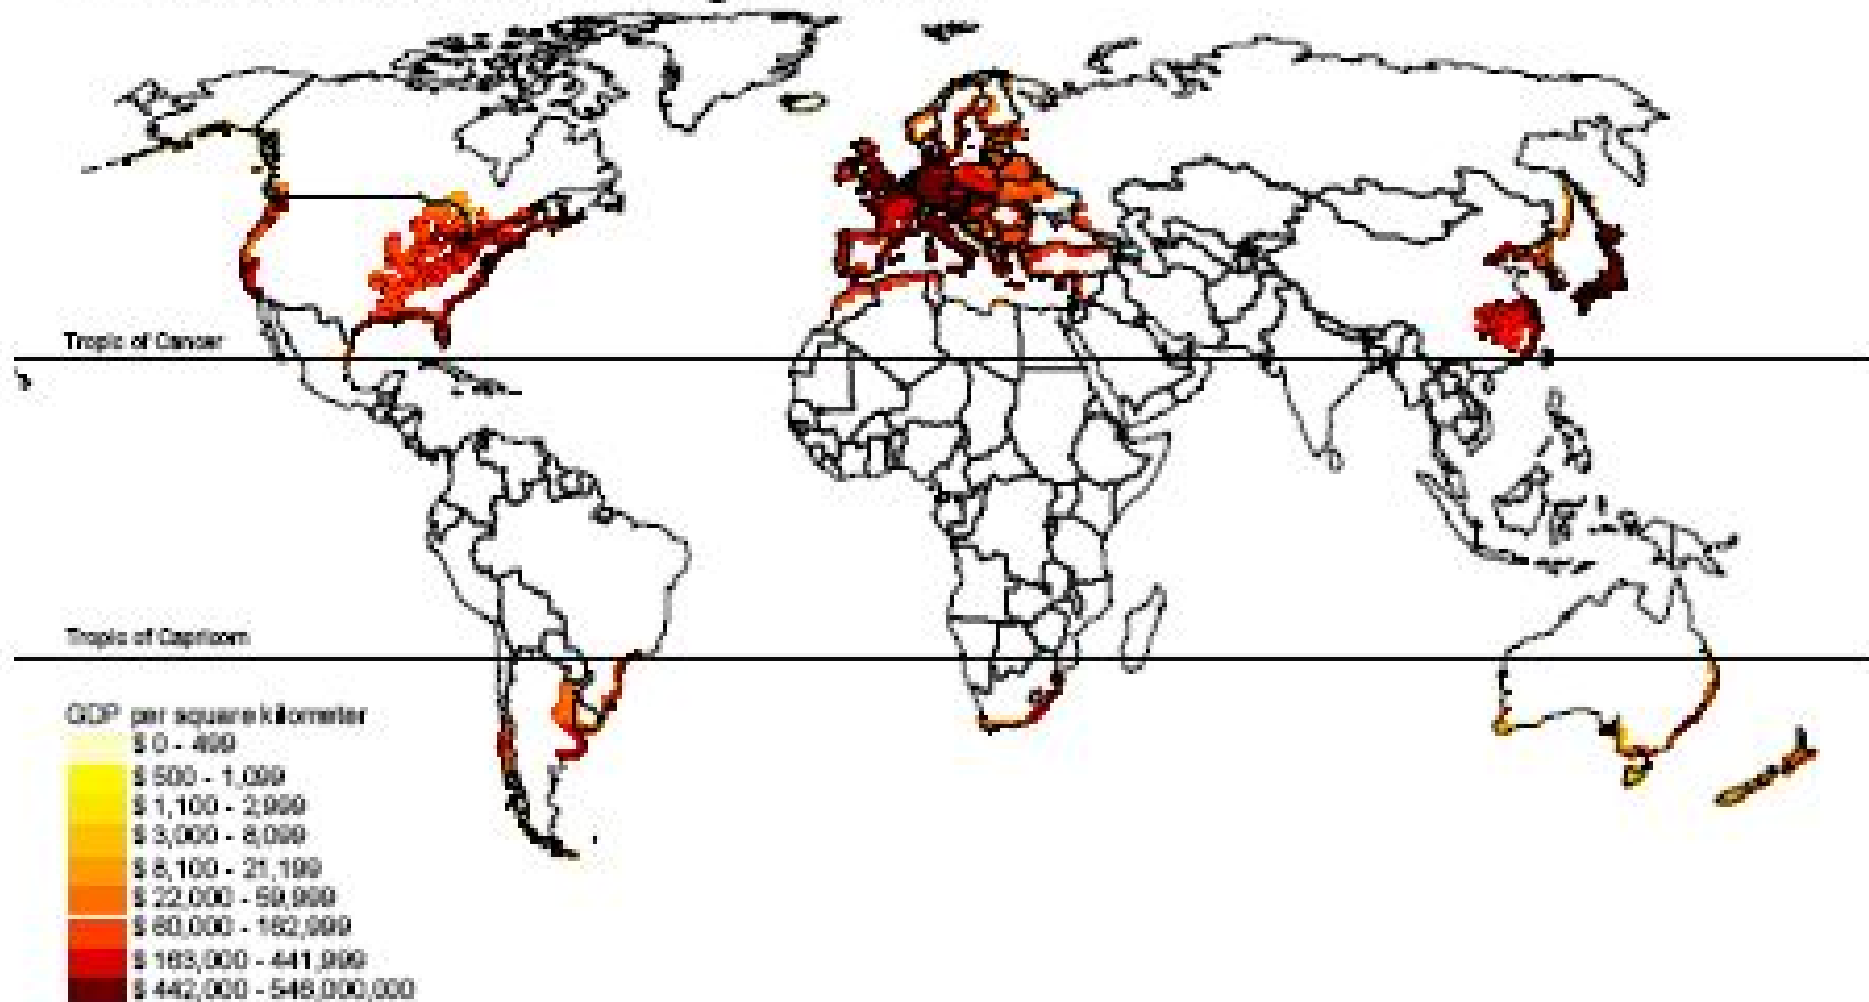 Tropic of Cancer
Tropic of Capricorn
GDP per square kilometer
$ 0 - 499
$ 500 - 1,099
$ 1,100 - 2,999
$ 3,000 - 8,099
$ 8,100 - 21,199
$ 22,000 - 59,999
$ 60,000 - 162,999
$ 163,000 - 441,999
$ 442,000 - 546,000,000